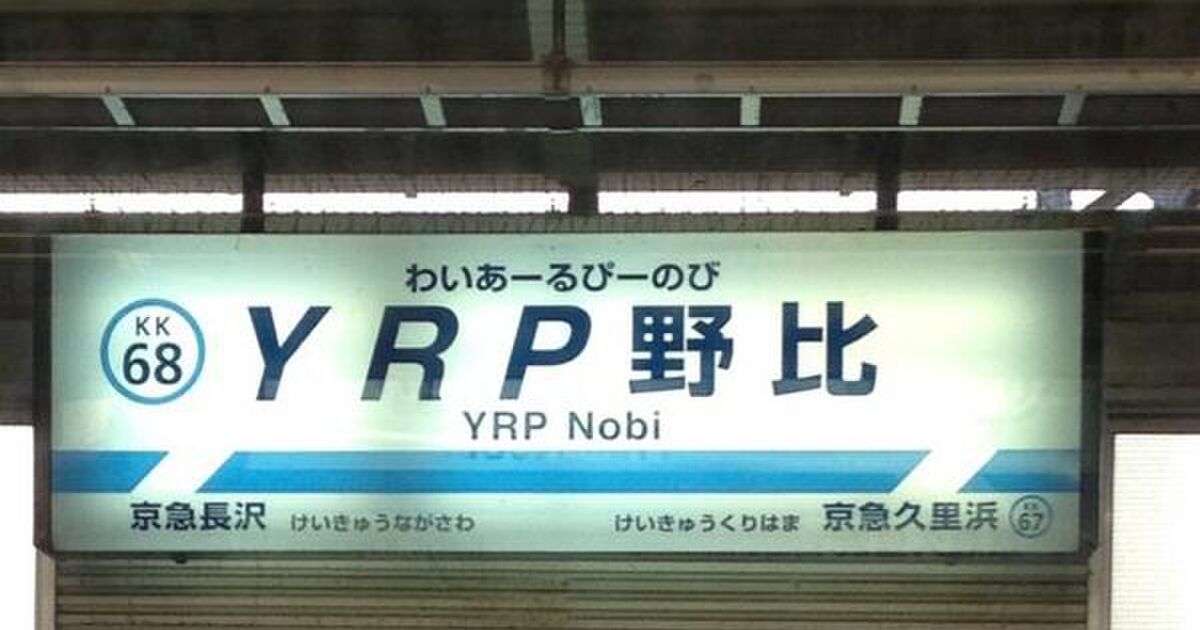 わいあーるぴーのび
KK
68
YRP野比
YRP Nobi
京急長沢 けいきゅうながさわ けいきゅうくりはま 京急久里浜 KK
67